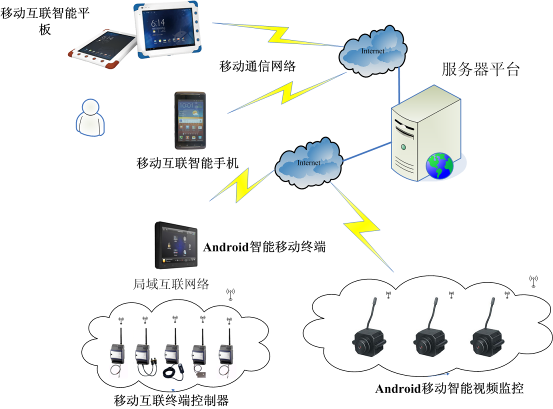 移动互联智能平
板
6:14
移动通信网络
Internet
服务器平台
移动互联智能手机
Internet
Android智能移动终端
局域互联网络
移动互联终端控制器
Android移动智能视频监控